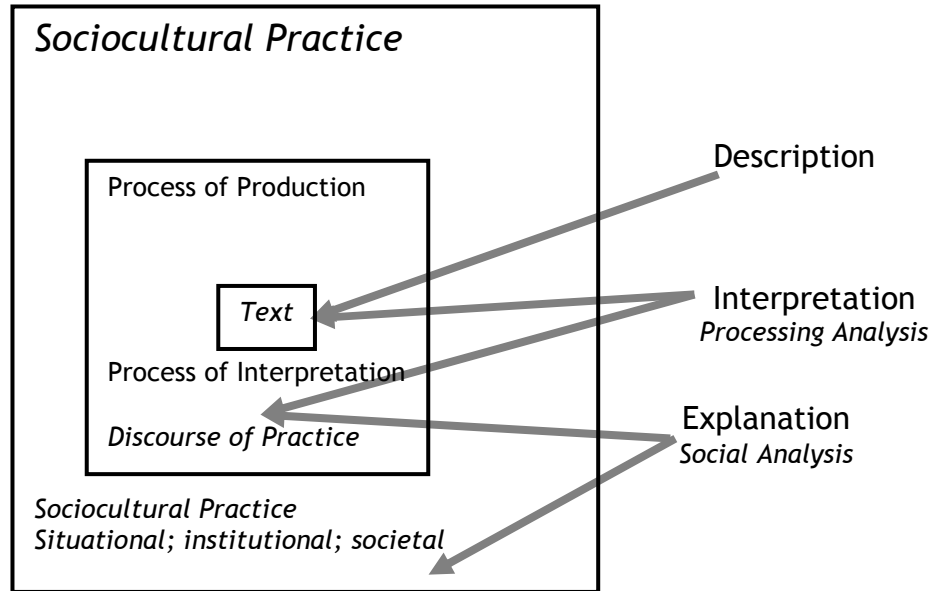 Sociocultural Practice
Process of Production
Text
Process of Interpretation
Discourse of Practice
Sociocultural Practice
Situational; institutional; societal
Description
Interpretation
Processing Analysis
Explanation
Social Analysis